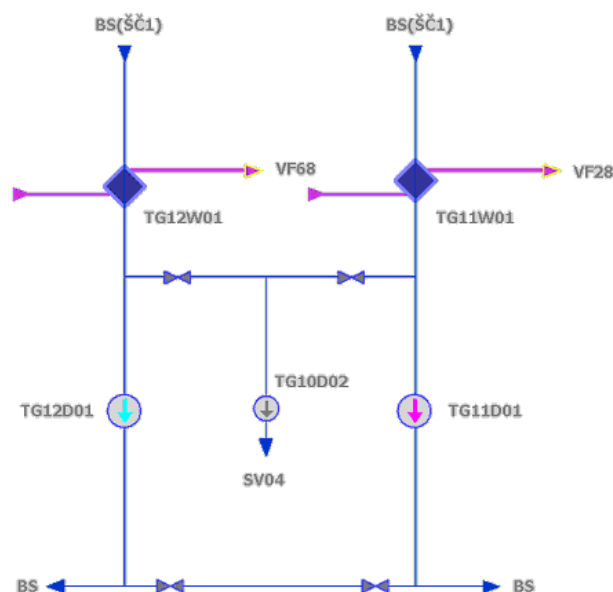 BS(ŠČ1)
BS(ŠČ1)
VF68
VF28
TG12W01
TG11W01
TG10D02
TG12D01
TG11D01
SV04
BS
BS